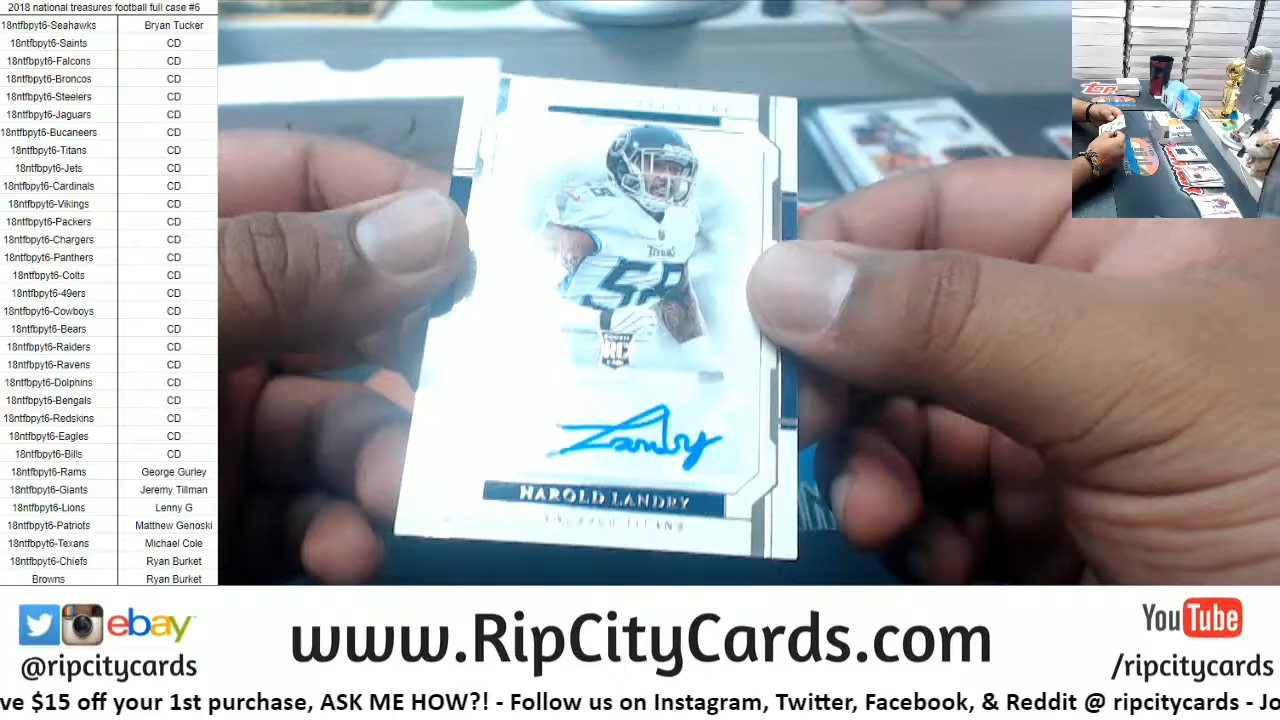 2018 national treasures football full case #6
18ntfbpyt6-Seahawks Bryan Tucker
18ntfbpyt6-Saints CD
18ntfbpyt6-Falcons CD
18ntfbpyt6-Broncos CD
18ntfbpyt6-Steelers CD
18ntfbpyt6-Jaguars CD
18ntfbpyt6-Bucaneers CD
18ntfbpyt6-Titans CD
18ntfbpyt6-Jets CD
18ntfbpyt6-Cardinals CD
18ntfbpyt6-Vikings CD
18ntfbpyt6-Packers CD
18ntfbpyt6-Chargers CD
18ntfbpyt6-Panthers CD
18ntfbpyt6-Colts CD
18ntfbpyt6-49ers CD
18ntfbpyt6-Cowboys CD
18ntfbpyt6-Bears CD
18ntfbpyt6-Raiders CD
18ntfbpyt6-Ravens CD
18ntfbpyt6-Dolphins CD
18ntfbpyt6-Bengals CD
18ntfbpyt6-Redskins CD
18ntfbpyt6-Eagles CD
18ntfbpyt6-Bills CD
18ntfbpyt6-Rams George Gurley
18ntfbpyt6-Giants Jeremy Tillman
18ntfbpyt6-Lions Lenny G
18ntfbpyt6-Patriots Matthew Genoski
18ntfbpyt6-Texans Michael Cole
18ntfbpyt6-Chiefs Ryan Burket
Browns Ryan Burket
TITANS
58
RC
Landry
HAROLD LANDRY
TITANS
topps
ebay
@ripcitycards
www.RipCityCards.com
YouTube
/ripcitycards
ve $15 off your 1st purchase, ASK ME HOW?! - Follow us on Instagram, Twitter, Facebook, & Reddit @ ripcitycards - Jo